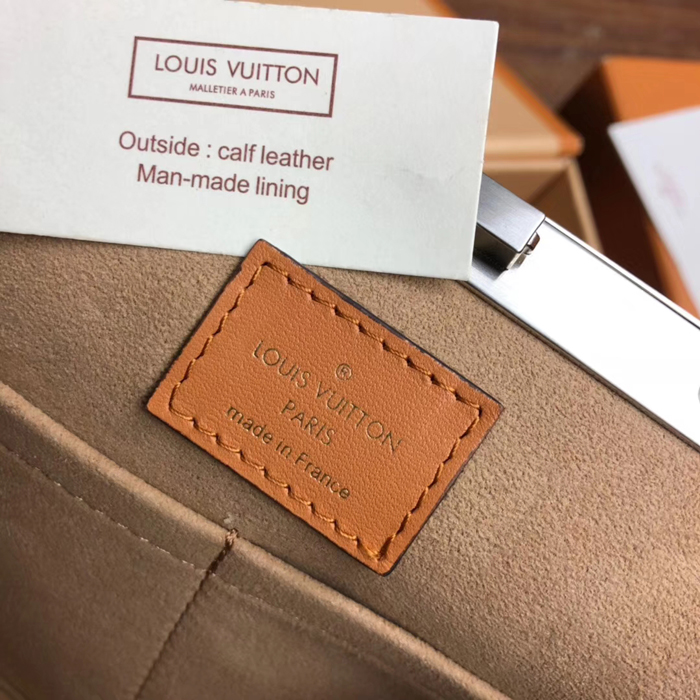 LOUIS VUITTON
MALLETIER A PARIS
Outside : calf leather
Man-made lining
®
LOUIS VUITTON
PARIS
made in France